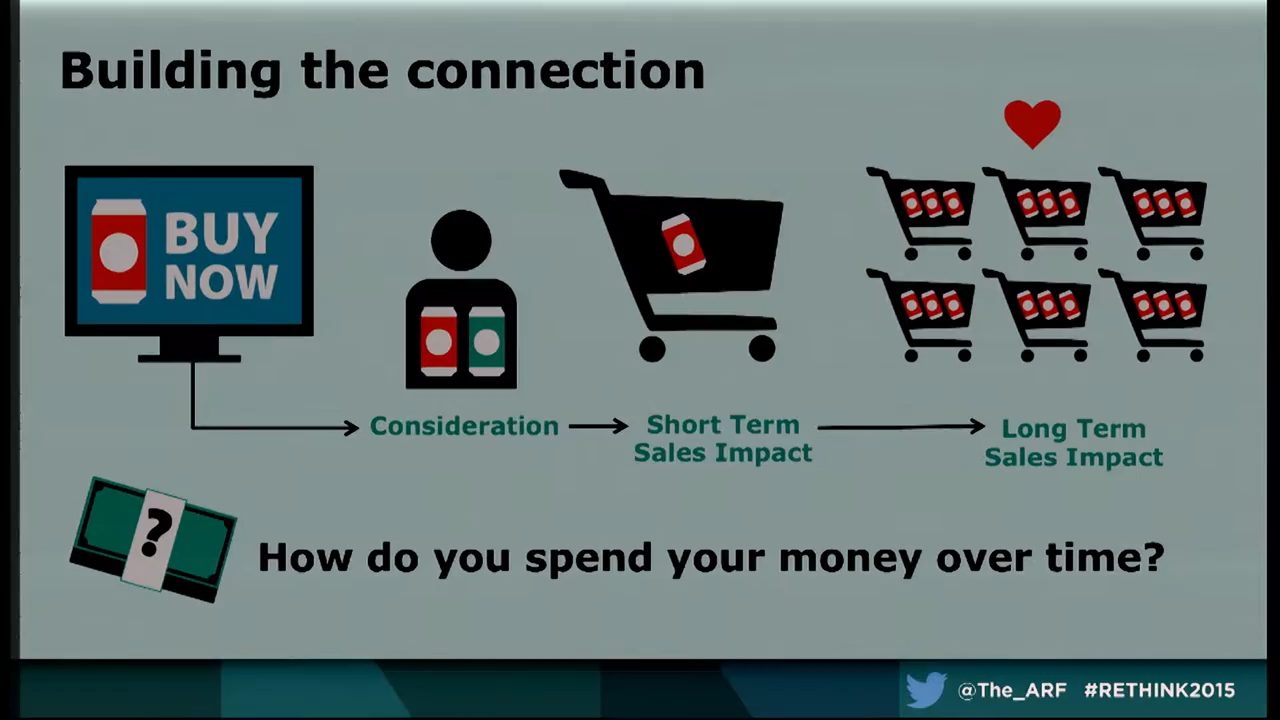 Building the connection
BUY
NOW
Consideration
Short Term
Sales Impact
Long Term
Sales Impact
?
How do you spend your money over time?
@The_ARF #RETHINK2015